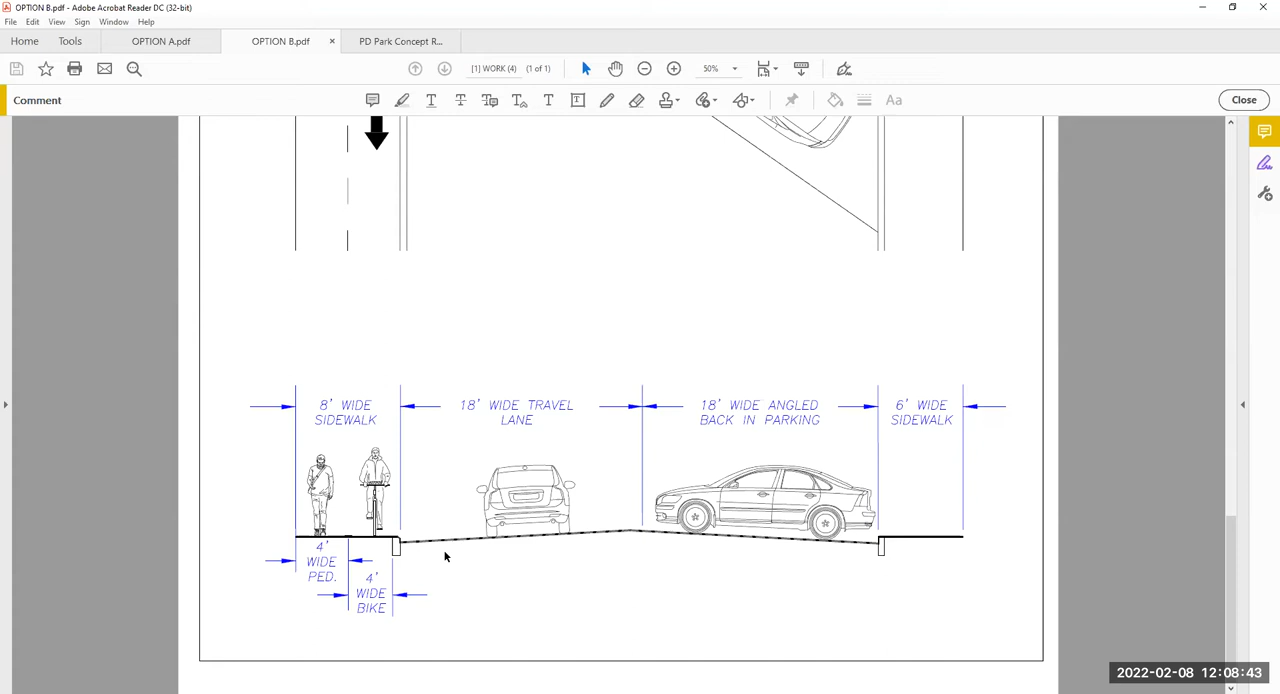 OPTION B.pdf - Adobe Acrobat Reader DC (32-bit)
File Edit View Sign Window Help
Home Tools OPTION A.pdf OPTION B.pdf × PD Park Concept R...
[1] WORK (4) (1 of 1) 50%
Comment
Aa
Close
8' WIDE
SIDEWALK
18' WIDE TRAVEL
LANE
18' WIDE ANGLED
BACK IN PARKING
6' WIDE
SIDEWALK
4'
WIDE
PED.
4'
WIDE
BIKE
2022-02-08 12:08:43